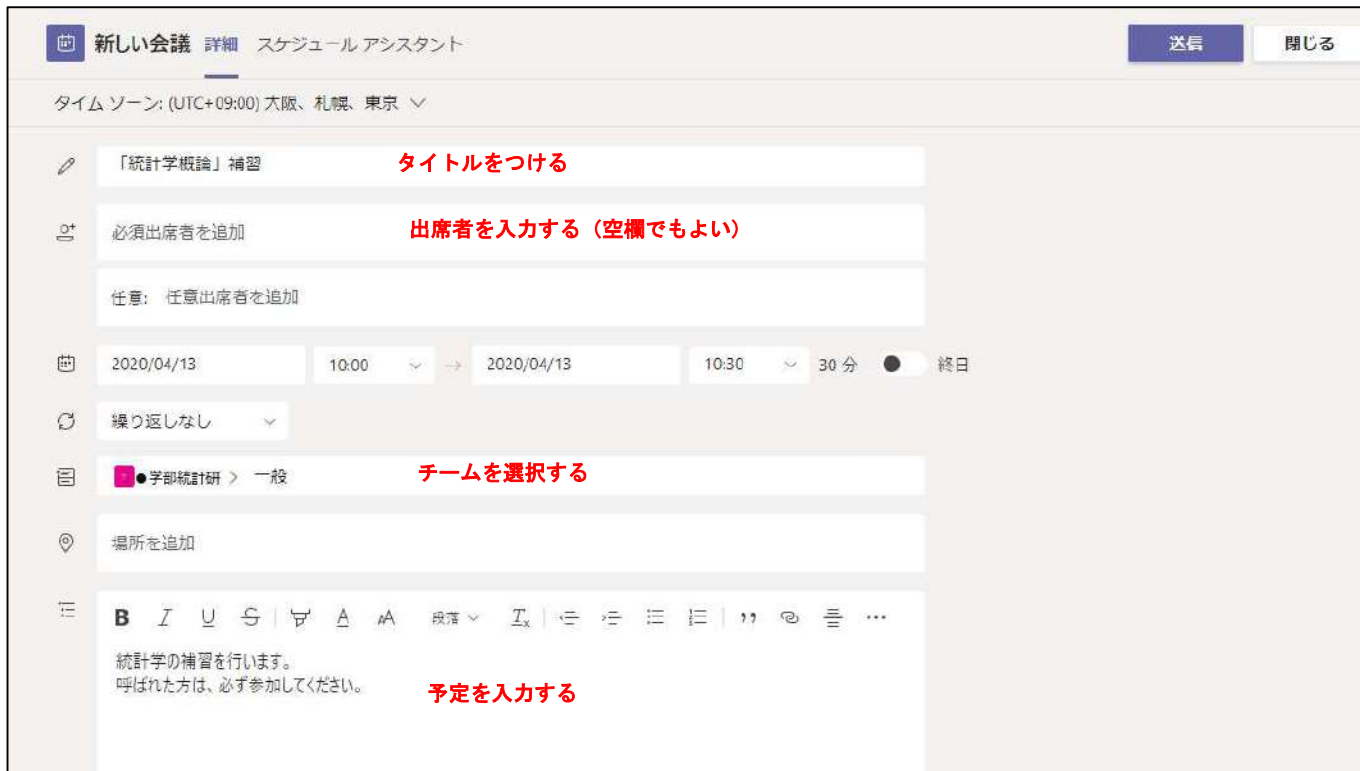 新しい会議 詳細 スケジュール アシスタント 送信 閉じる
タイム ゾーン: (UTC+09:00) 大阪、札幌、東京
「統計学概論」補習 タイトルをつける
必須出席者を追加 出席者を入力する（空欄でもよい）
任意: 任意出席者を追加
2020/04/13 10:00 → 2020/04/13 10:30 30 分 終日
繰り返しなし
●学部統計研 > 一般 チームを選択する
場所を追加
B I U S A AA 段落 Tx
統計学の補習を行います。
呼ばれた方は、必ず参加してください。
予定を入力する